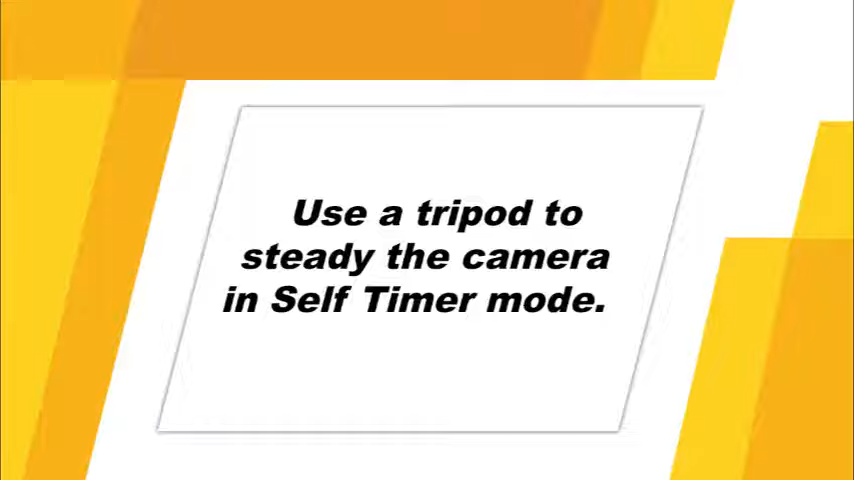 Use a tripod to
steady the camera
in Self Timer mode.